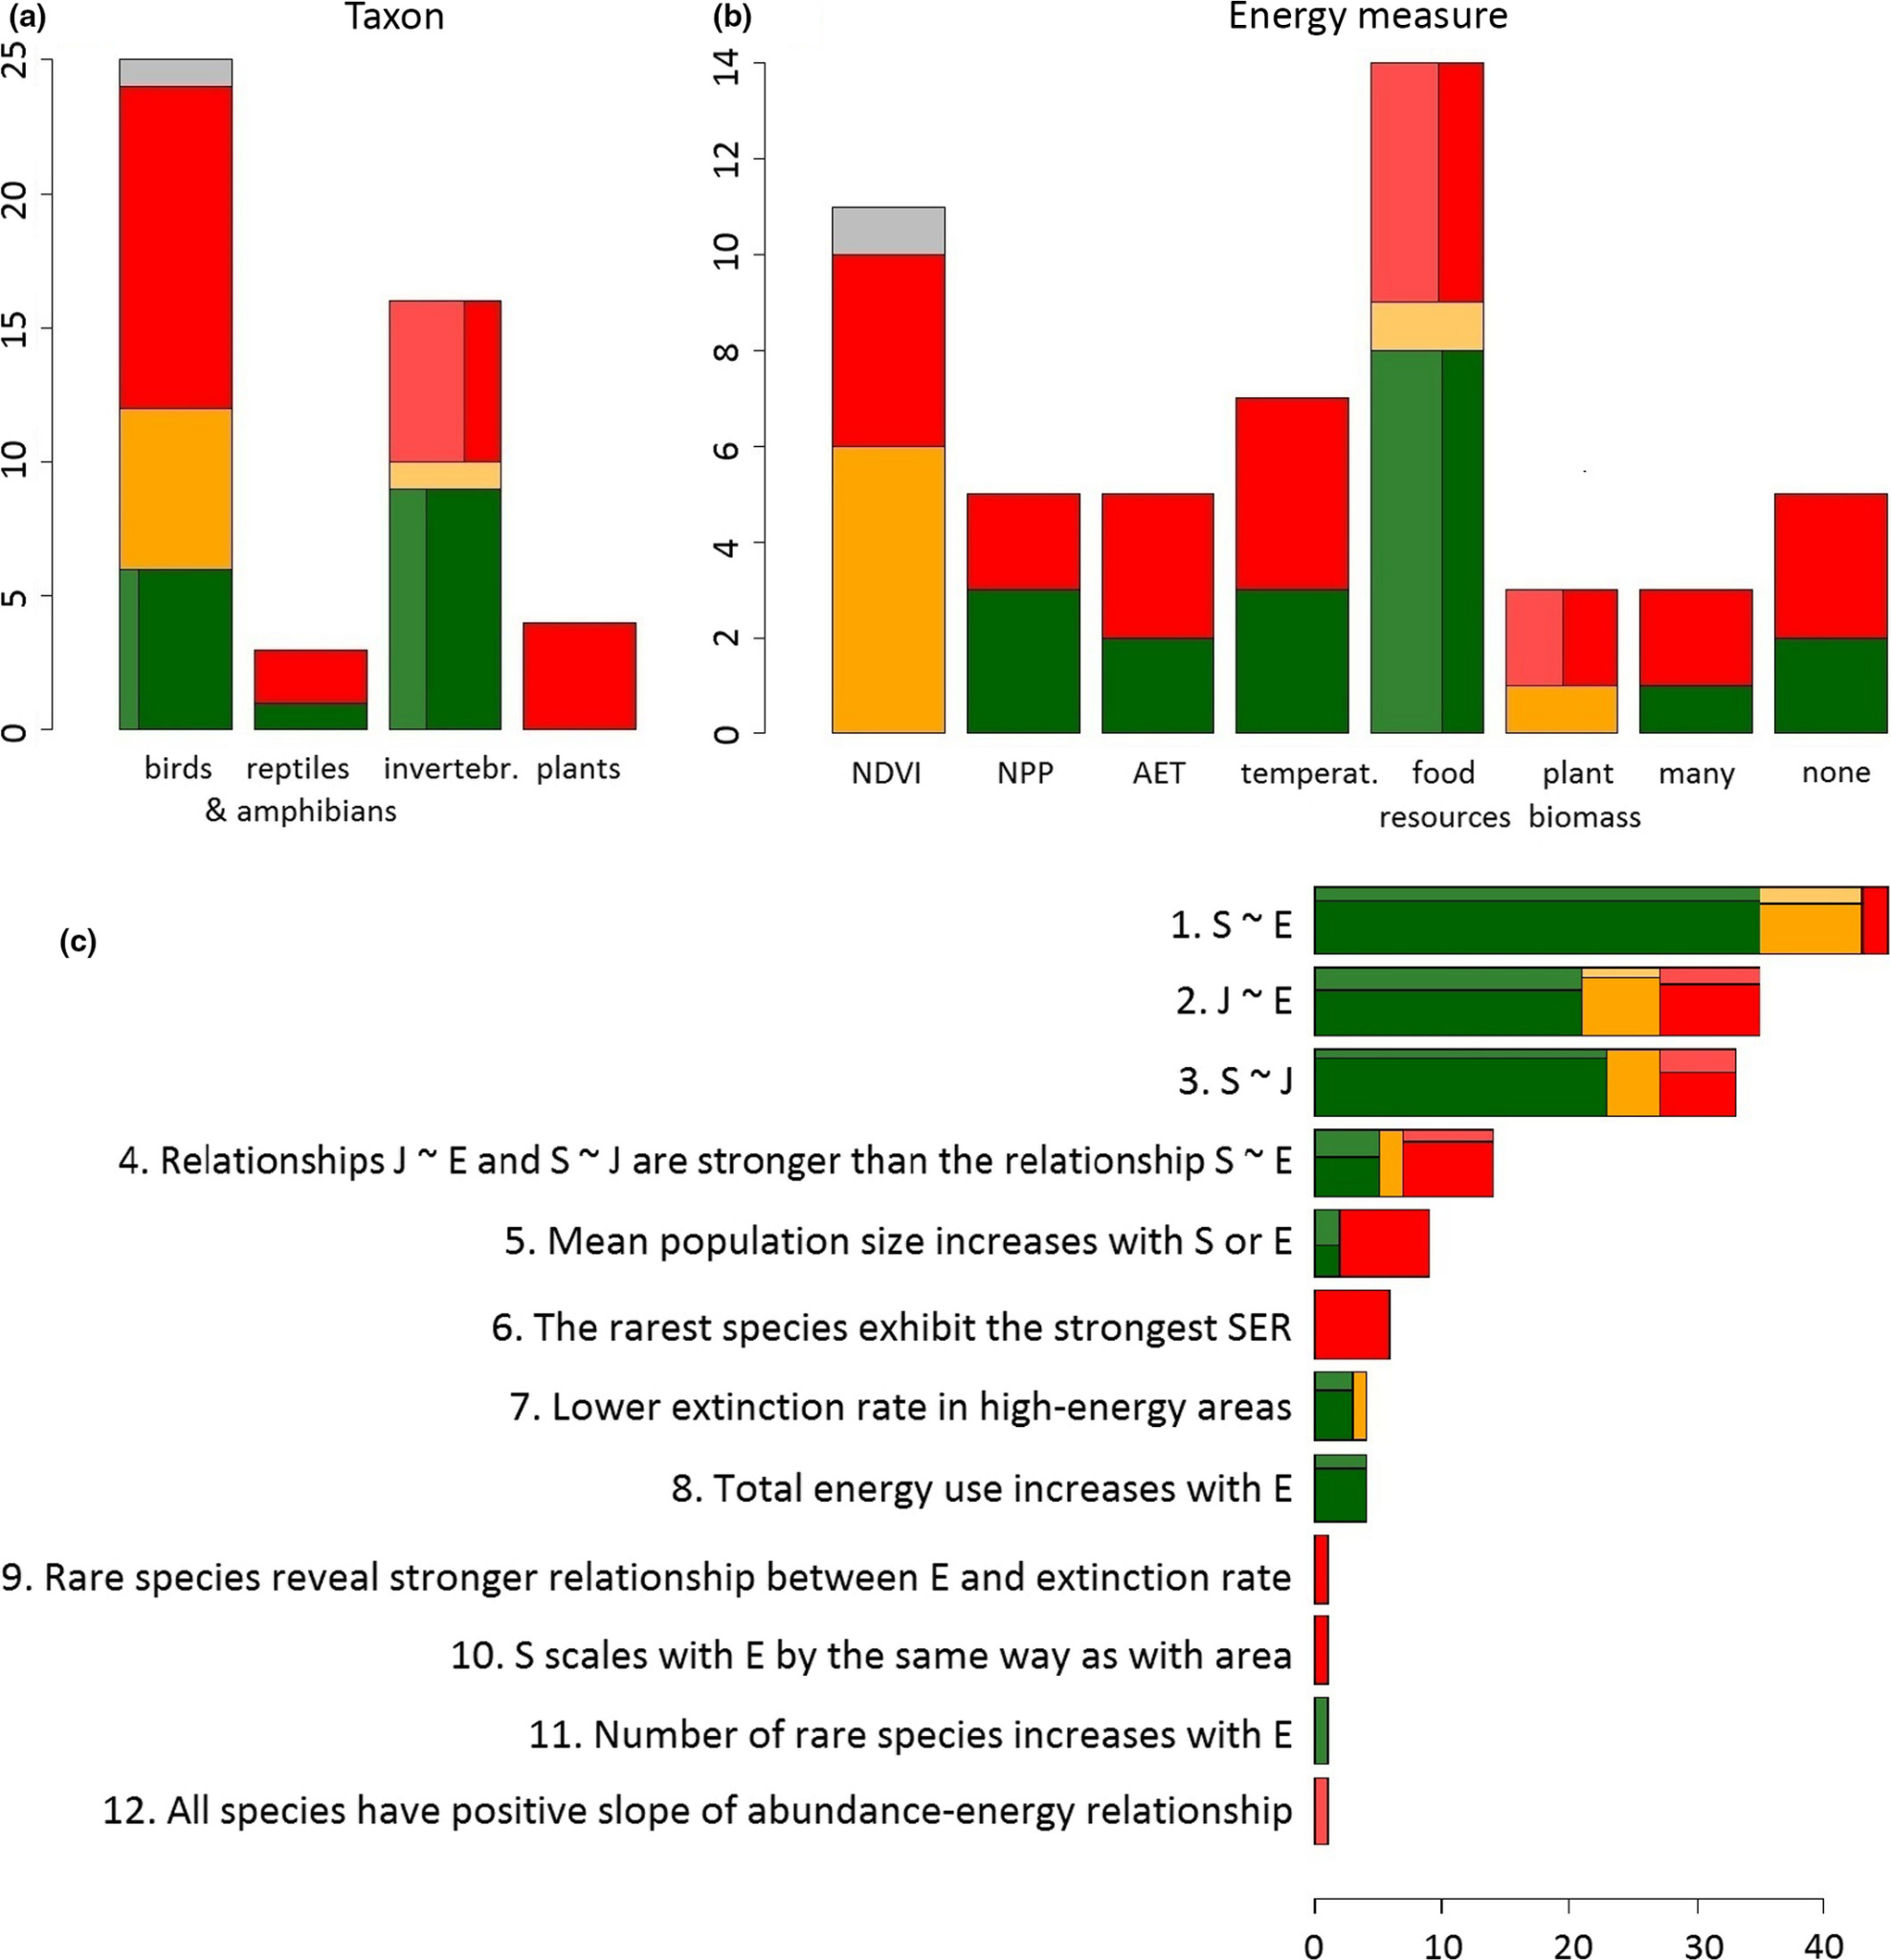 (a) Taxon
25
20
15
10
5
0
birds reptiles invertebr. plants
& amphibians
(b) Energy measure
14
12
10
8
6
4
2
0
NDVI NPP AET temperat. food plant many none
resources biomass
(c)
1. S ~ E
2. J ~ E
3. S ~ J
4. Relationships J ~ E and S ~ J are stronger than the relationship S ~ E
5. Mean population size increases with S or E
6. The rarest species exhibit the strongest SER
7. Lower extinction rate in high-energy areas
8. Total energy use increases with E
9. Rare species reveal stronger relationship between E and extinction rate
10. S scales with E by the same way as with area
11. Number of rare species increases with E
12. All species have positive slope of abundance-energy relationship
0 10 20 30 40